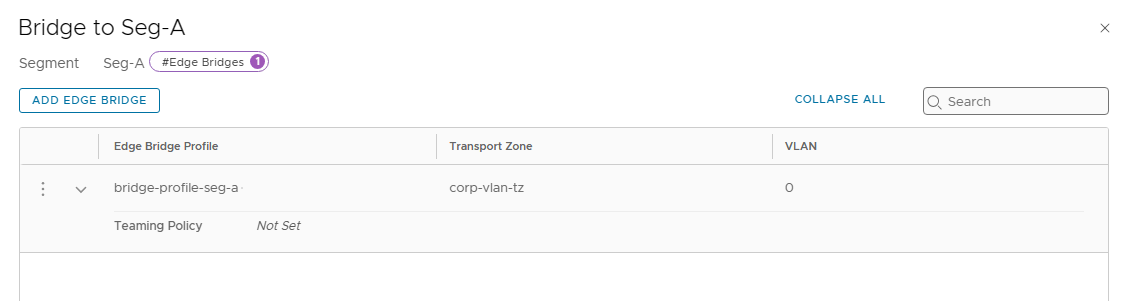 Bridge to Seg-A
Segment Seg-A #Edge Bridges 1
ADD EDGE BRIDGE COLLAPSE ALL Search
Edge Bridge Profile Transport Zone VLAN
bridge-profile-seg-a corp-vlan-tz 0
Teaming Policy Not Set